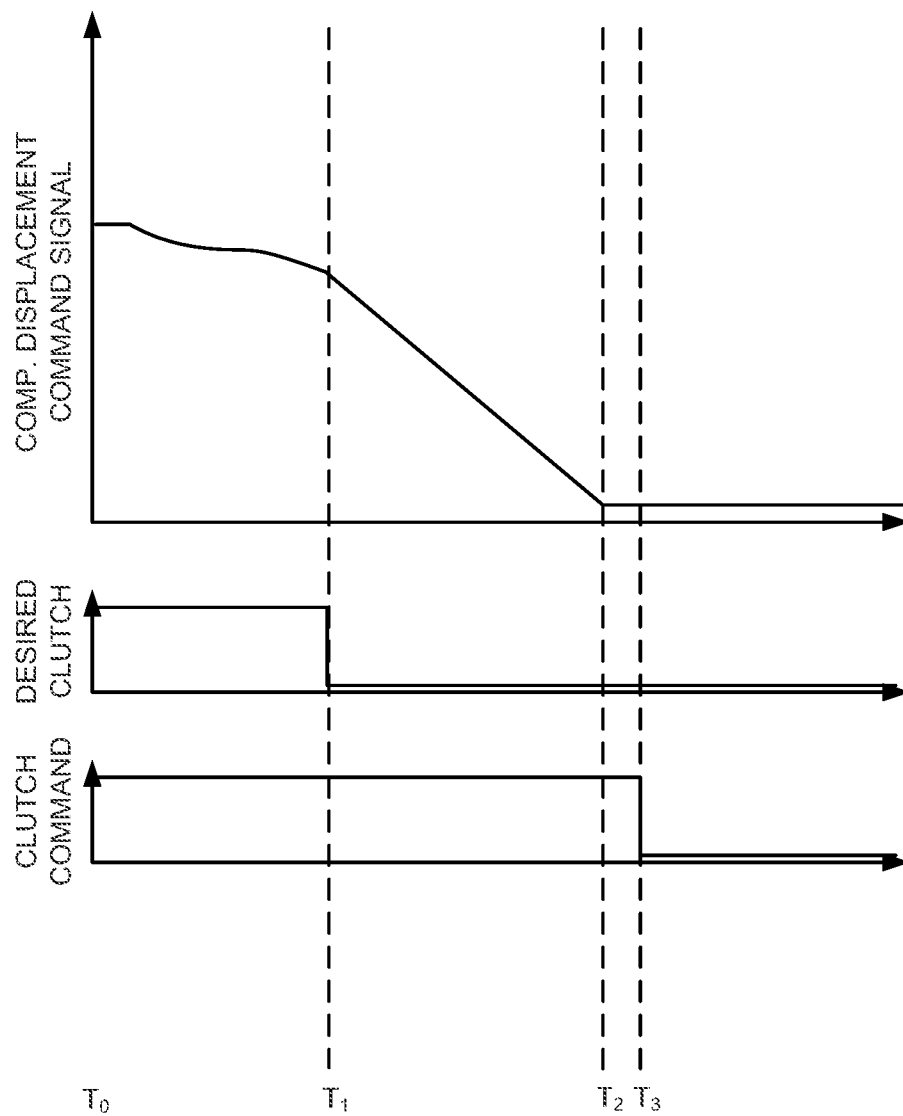 COMP. DISPLACEMENT
COMMAND SIGNAL
DESIRED
CLUTCH
CLUTCH
COMMAND
T0 T1 T2 T3